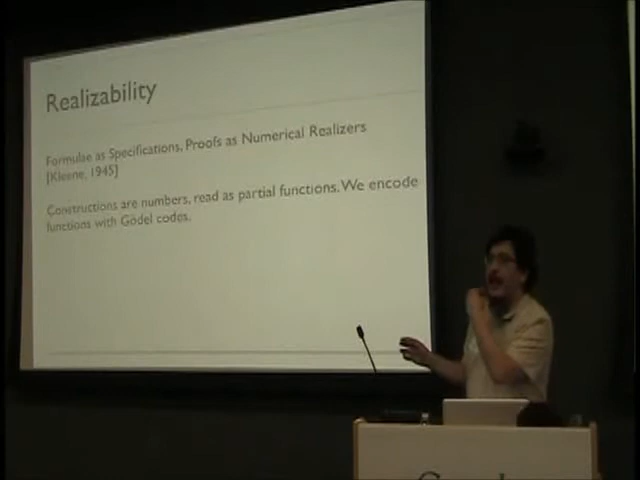 Realizability
Formulae as Specifications, Proofs as Numerical Realizers
[Kleene, 1945]
Constructions are numbers, read as partial functions. We encode
functions with Gödel codes.